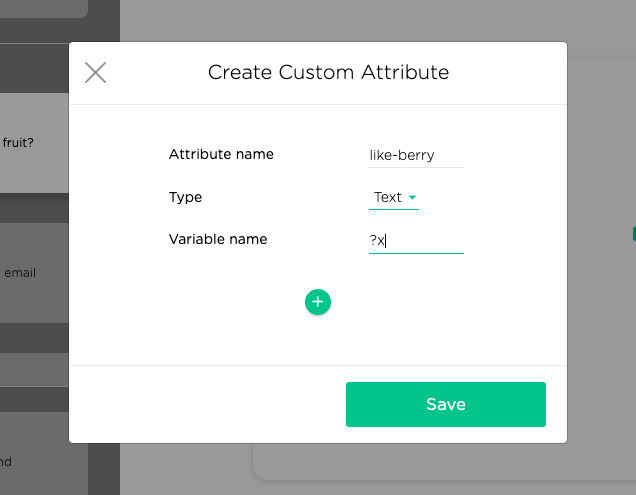 Create Custom Attribute
fruit?
Attribute name like-berry
Type Text
Variable name ?x
email
+
Save
nd